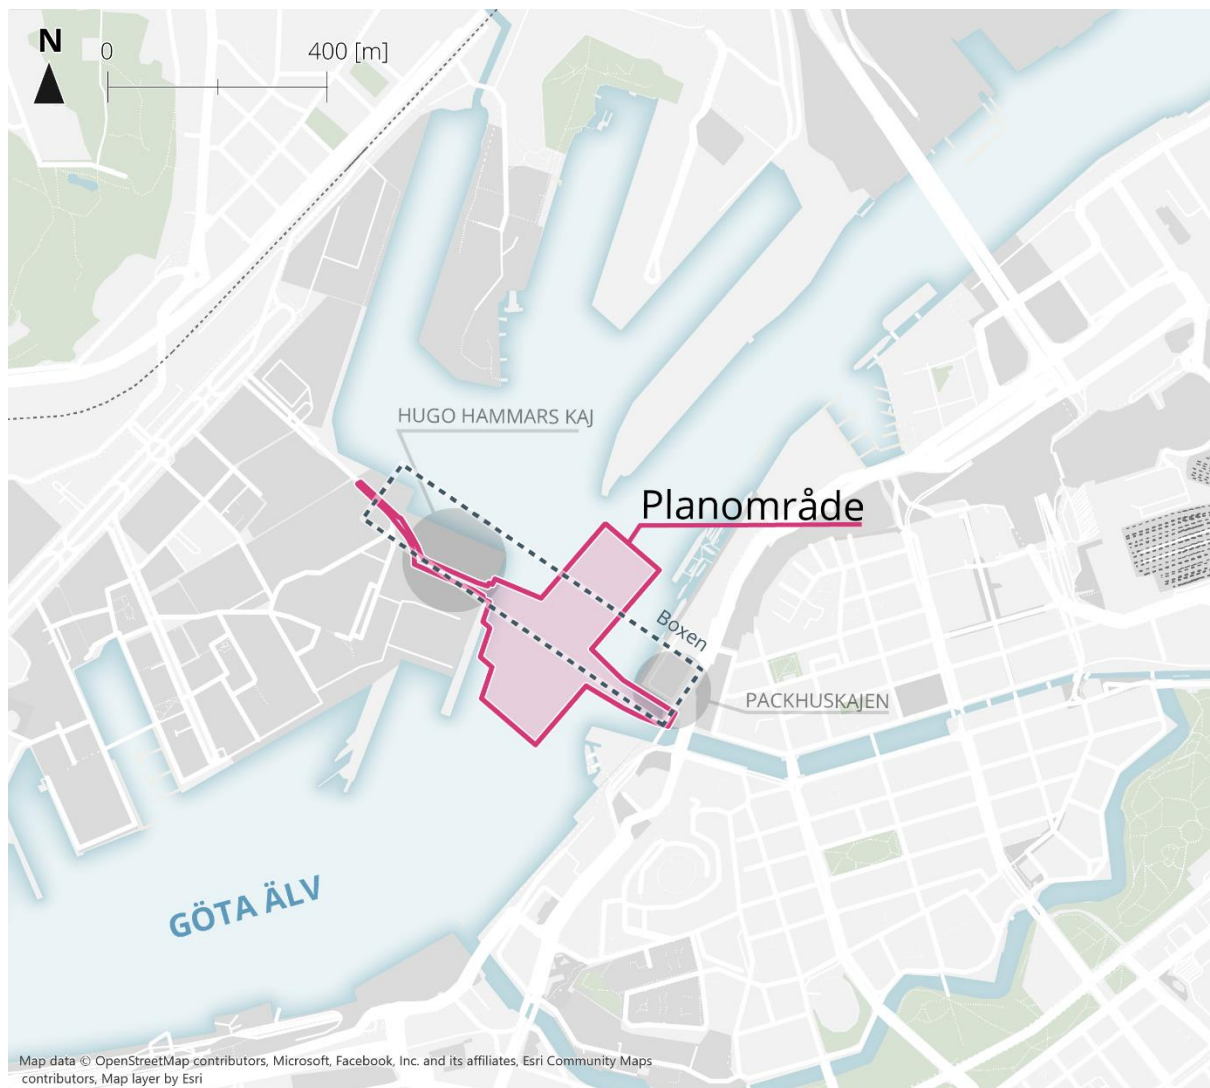 N
0 400 [m]
HUGO HAMMARS KAJ
Planområde
Boxen
PACKHUSKAJEN
GÖTA ÄLV
Map data © OpenStreetMap contributors, Microsoft, Facebook, Inc. and its affiliates, Esri Community Maps
contributors, Map layer by Esri